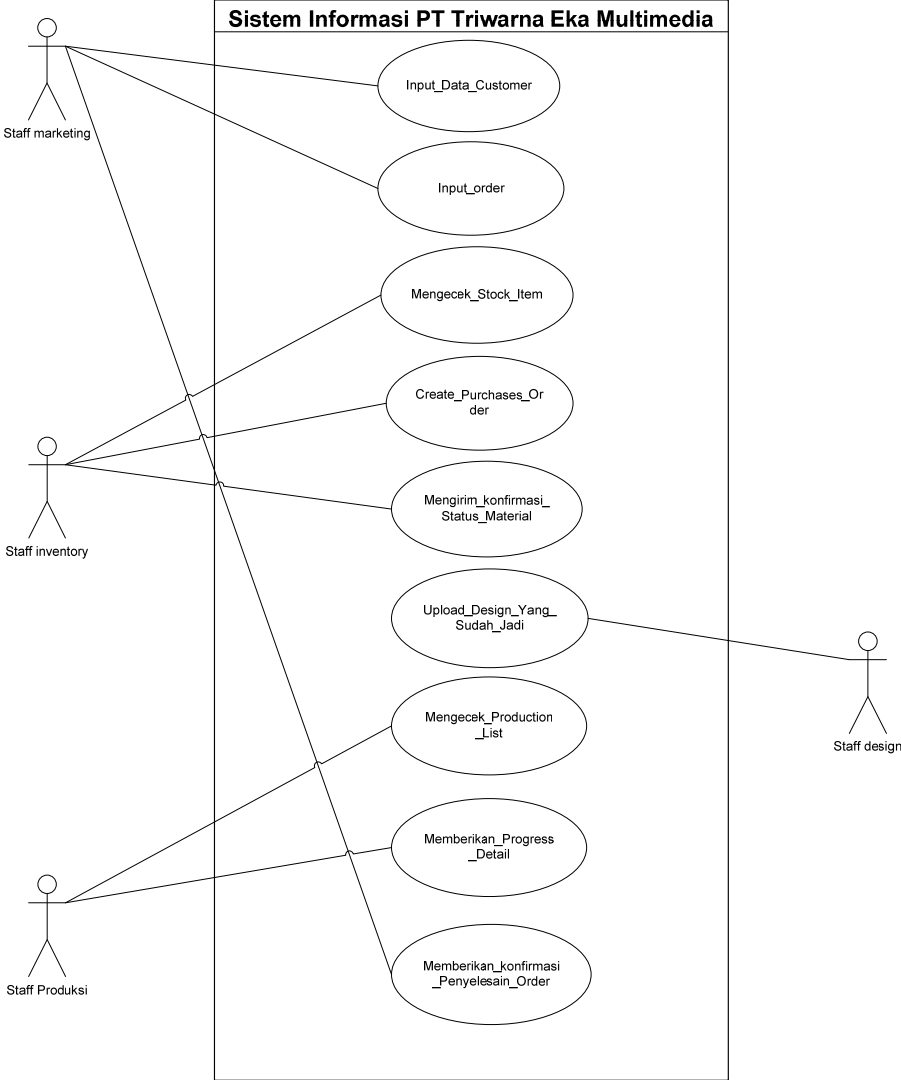 Sistem Informasi PT Triwarna Eka Multimedia
Input_Data_Customer
Staff marketing
Input_order
Mengecek_Stock_Item
Create_Purchases_Or
der
Mengirim_konfirmasi_
Status_Material
Staff inventory
Upload_Design_Yang_
Sudah_Jadi
Mengecek_Production
_List
Staff design
Memberikan_Progress
_Detail
Memberikan_konfirmasi
_Penyelesain_Order
Staff Produksi